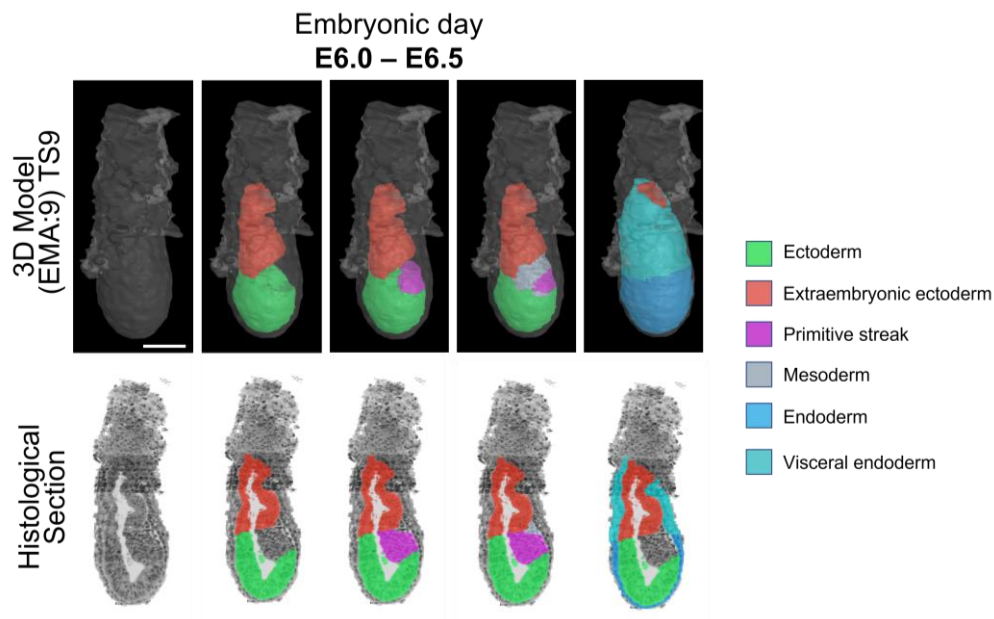 Embryonic day
E6.0 – E6.5
3D Model
(EMA:9) TS9
Histological
Section
Ectoderm
Extraembryonic ectoderm
Primitive streak
Mesoderm
Endoderm
Visceral endoderm